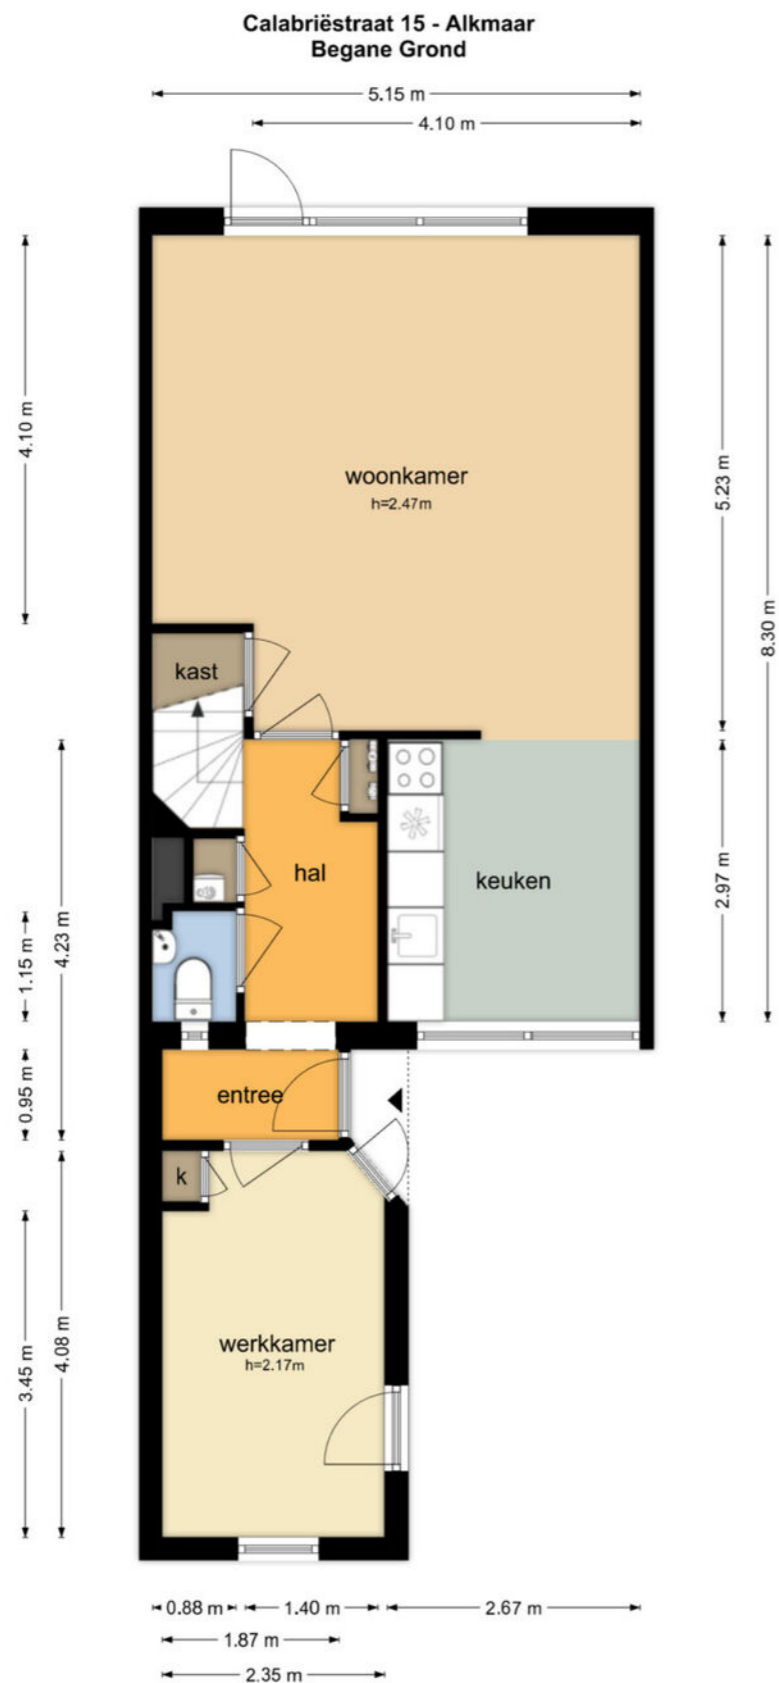 Calabriëstraat 15 - Alkmaar
Begane Grond
5.15 m
4.10 m
4.10 m
5.23 m
8.30 m
woonkamer
h=2.47m
kast
hal
keuken
2.97 m
4.23 m
1.15 m
0.95 m
entree
k
werkkamer
h=2.17m
3.45 m
4.08 m
0.88 m
1.40 m
2.67 m
1.87 m
2.35 m